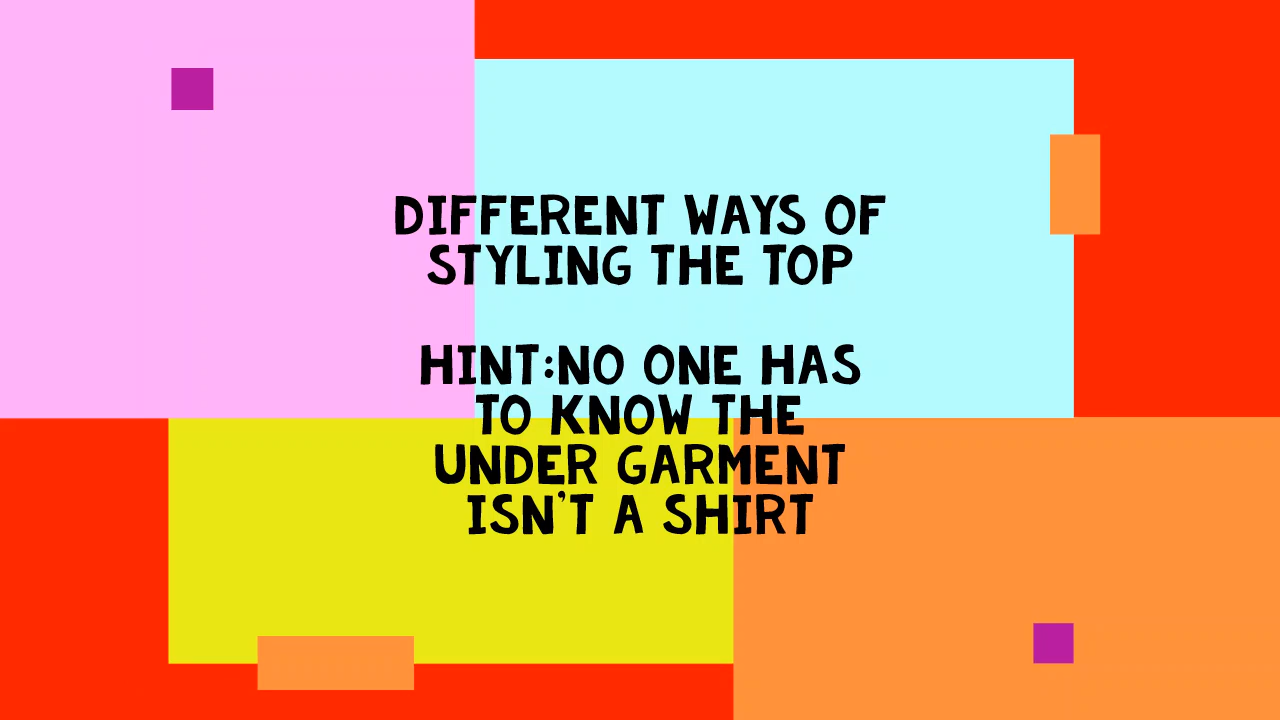 DIFFERENT WAYS OF
STYLING THE TOP
HINT:NO ONE HAS
TO KNOW THE
UNDER GARMENT
ISN'T A SHIRT